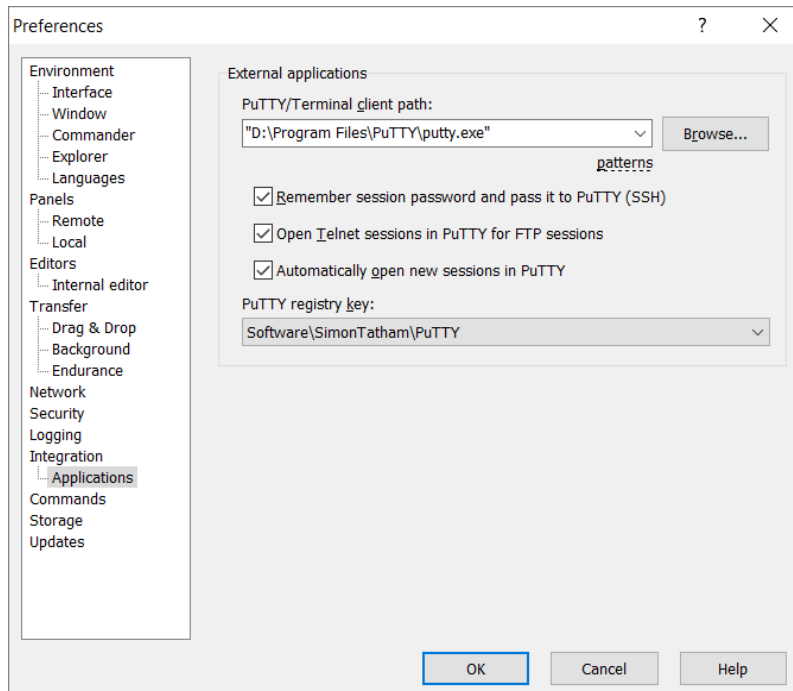 Preferences
?
Environment
Interface
Window
Commander
Explorer
Languages
Panels
Remote
Local
Editors
Internal editor
Transfer
Drag & Drop
Background
Endurance
Network
Security
Logging
Integration
Applications
Commands
Storage
Updates
External applications
PuTTY/Terminal client path:
"D:\Program Files\PuTTY\putty.exe"
Browse...
patterns
Remember session password and pass it to PuTTY (SSH)
Open Telnet sessions in PuTTY for FTP sessions
Automatically open new sessions in PuTTY
PuTTY registry key:
Software\SimonTatham\PuTTY
OK
Cancel
Help